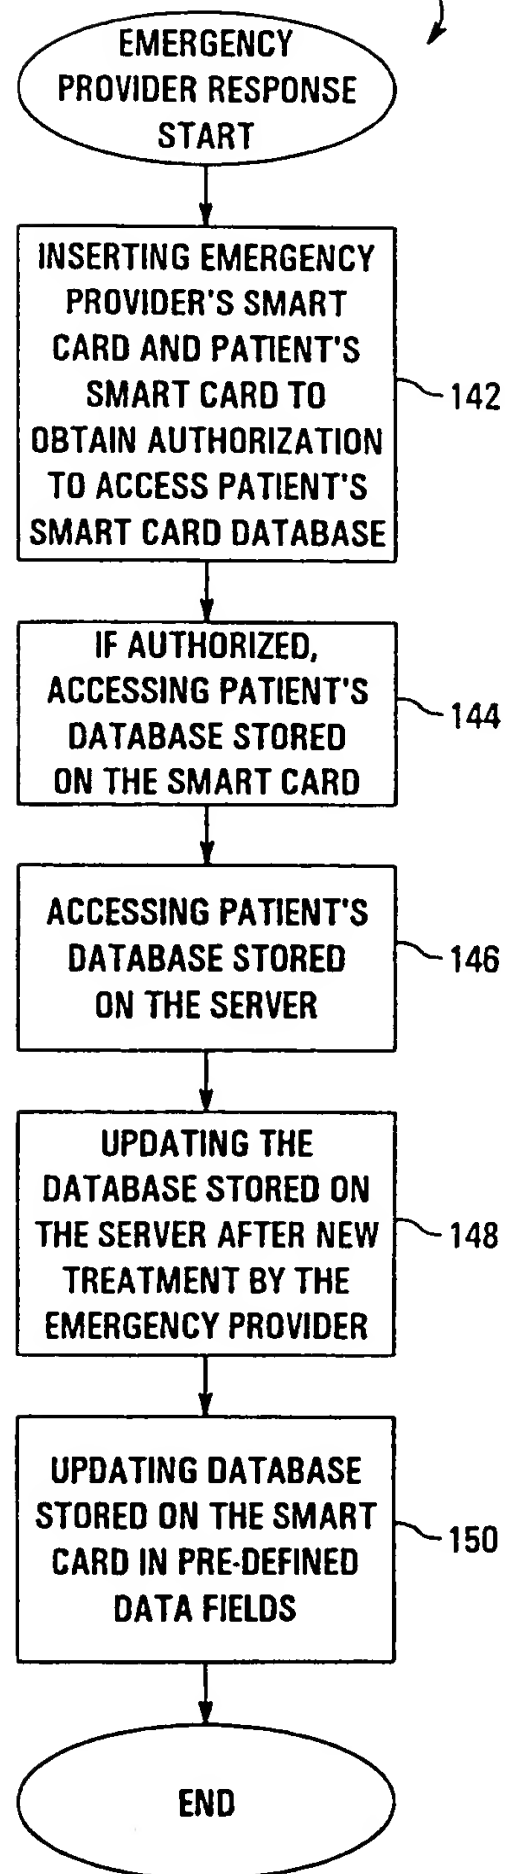 EMERGENCY
PROVIDER RESPONSE
START
INSERTING EMERGENCY
PROVIDER'S SMART
CARD AND PATIENT'S
SMART CARD TO
OBTAIN AUTHORIZATION
TO ACCESS PATIENT'S
SMART CARD DATABASE
142
IF AUTHORIZED,
ACCESSING PATIENT'S
DATABASE STORED
ON THE SMART CARD
144
ACCESSING PATIENT'S
DATABASE STORED
ON THE SERVER
146
UPDATING THE
DATABASE STORED ON
THE SERVER AFTER NEW
TREATMENT BY THE
EMERGENCY PROVIDER
148
UPDATING DATABASE
STORED ON THE SMART
CARD IN PRE-DEFINED
DATA FIELDS
150
END